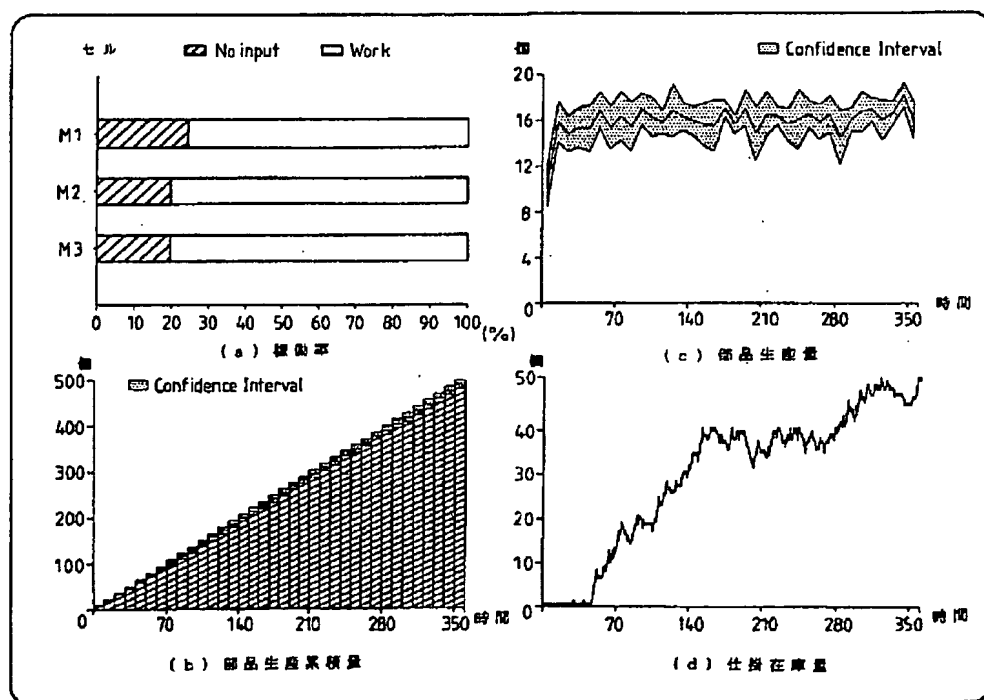 セル No input Work
M1
M2
M3
0 10 20 30 40 50 60 70 80 90 100 (%)
(a) 稼働率
個 Confidence Interval
20
16
12
8
4
0
70 140 210 280 350 時間
(c) 部品生産量
個 Confidence Interval
500
400
300
200
100
0
0 70 140 210 280 350 時間
(b) 部品生産累積量
個
50
40
30
20
10
0
70 140 210 280 350 時間
(d) 仕掛在庫量